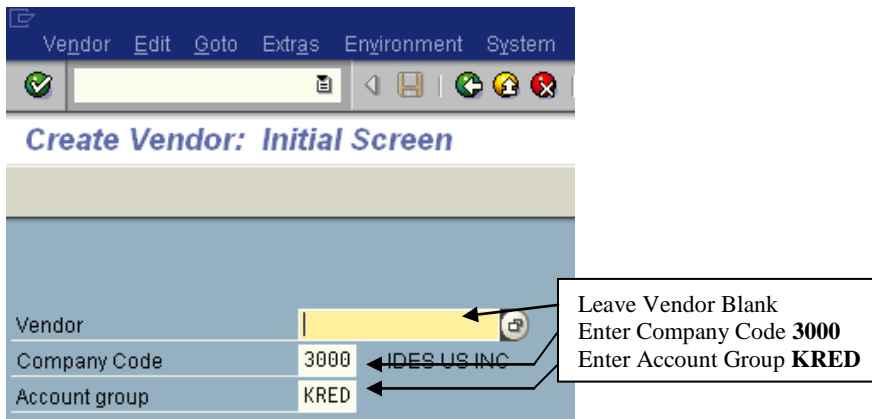 Vendor Edit Goto Extras Environment System
Create Vendor: Initial Screen
Vendor
Company Code 3000 IDES US INC
Account group KRED
Leave Vendor Blank
Enter Company Code 3000
Enter Account Group KRED